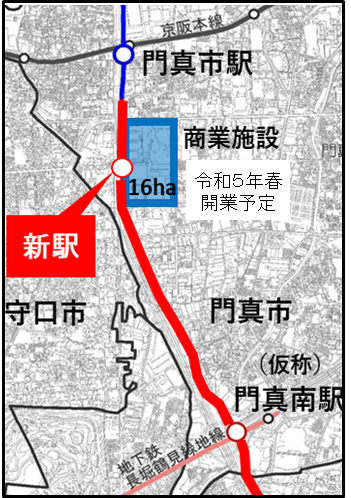 京阪本線
門真市駅
商業施設
16ha
令和5年春
開業予定
新駅
守口市
門真市
（仮称）
門真南駅
地下鉄
長堀鶴見緑地線